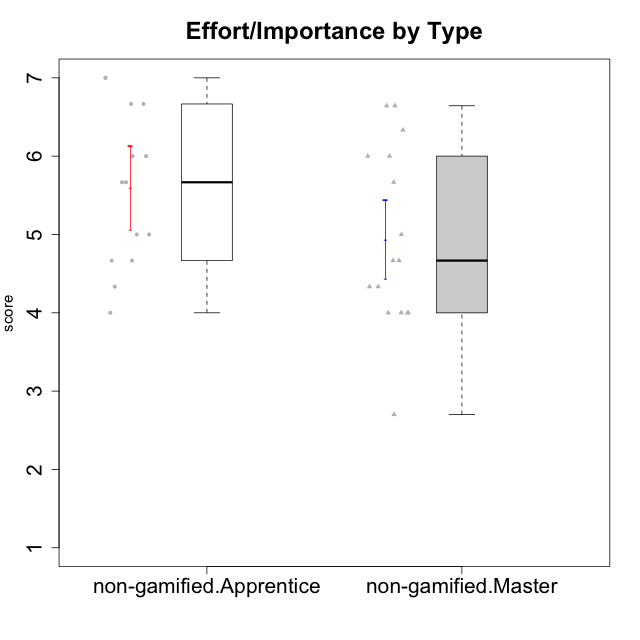 Effort/Importance by Type
score
7
6
5
4
3
2
1
non-gamified.Apprentice
non-gamified.Master